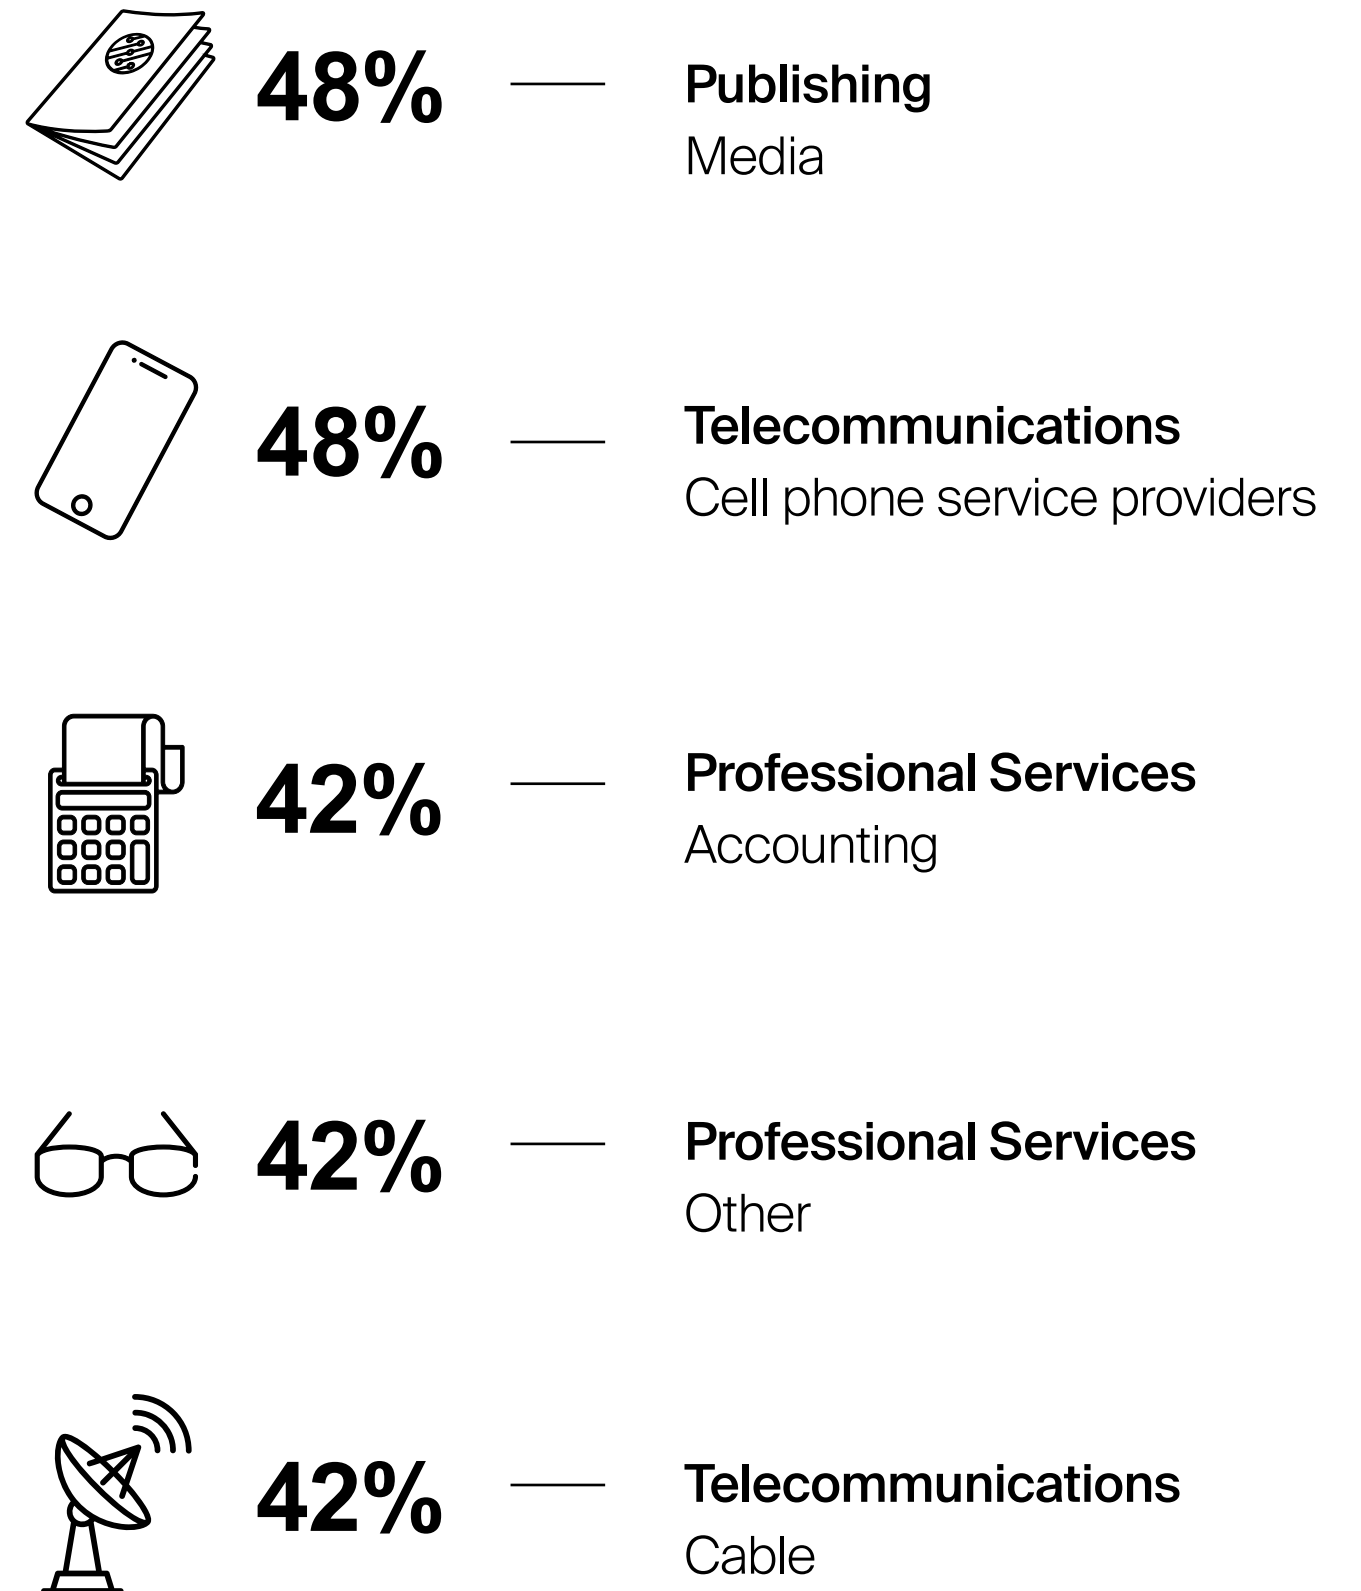 48%
Publishing
Media
48%
Telecommunications
Cell phone service providers
42%
Professional Services
Accounting
42%
Professional Services
Other
42%
Telecommunications
Cable